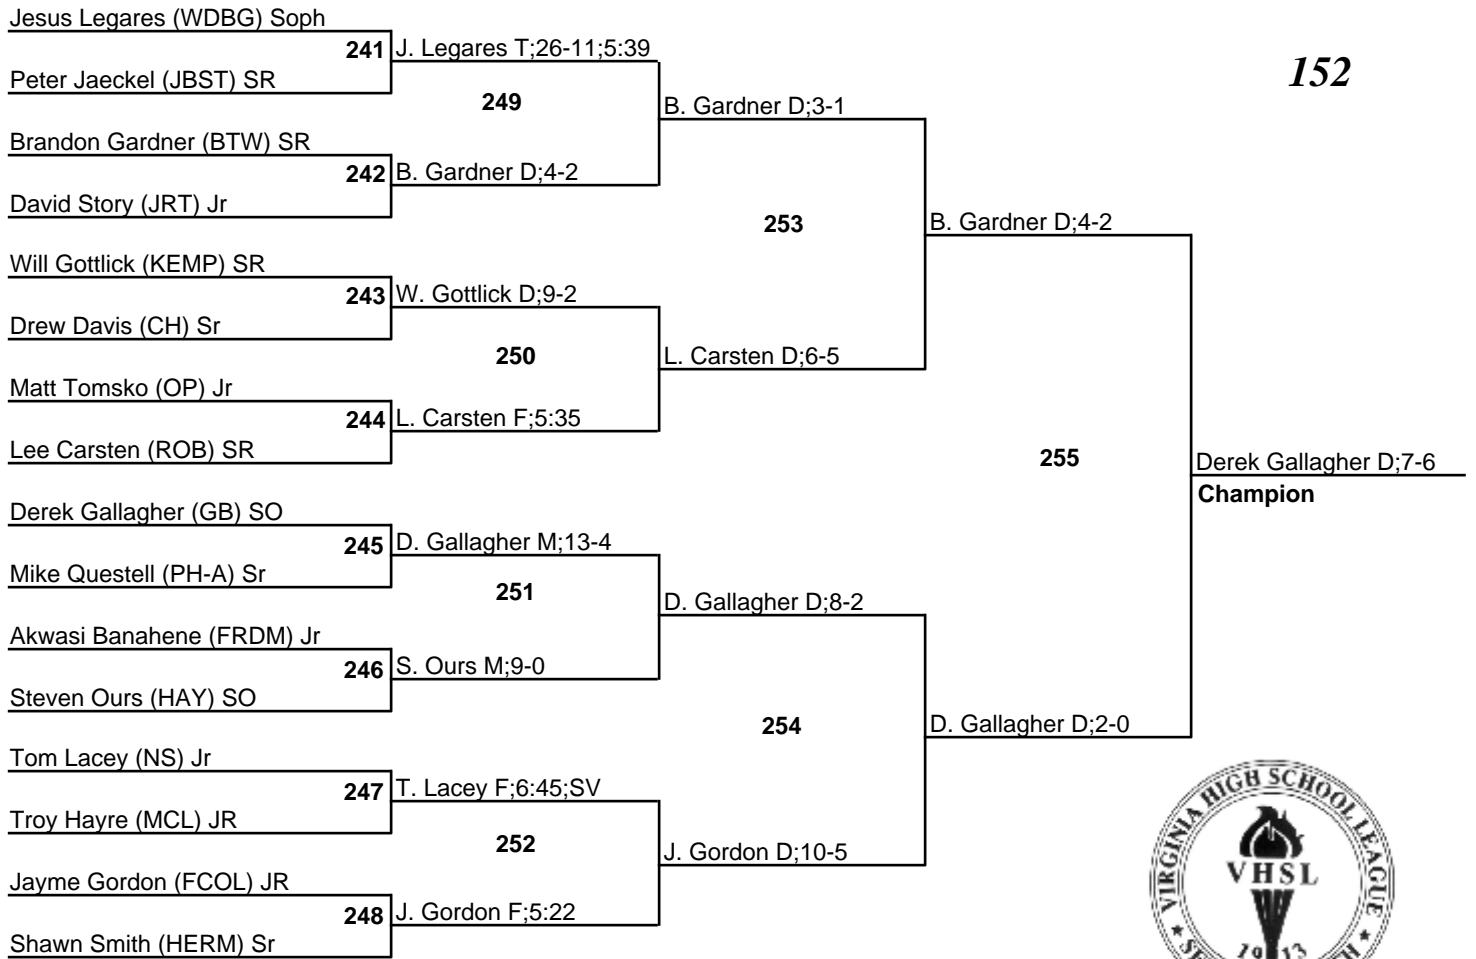 Jesus Legares (WDBG) Soph
241 J. Legares T;26-11;5:39
152
Peter Jaeckel (JBST) SR
249
B. Gardner D;3-1
Brandon Gardner (BTW) SR
242 B. Gardner D;4-2
David Story (JRT) Jr
253
B. Gardner D;4-2
Will Gottlick (KEMP) SR
243 W. Gottlick D;9-2
Drew Davis (CH) Sr
250
L. Carsten D;6-5
Matt Tomsko (OP) Jr
244 L. Carsten F;5:35
Lee Carsten (ROB) SR
255
Derek Gallagher D;7-6
Champion
Derek Gallagher (GB) SO
245 D. Gallagher M;13-4
Mike Questell (PH-A) Sr
251
D. Gallagher D;8-2
Akwasi Banahene (FRDM) Jr
246 S. Ours M;9-0
Steven Ours (HAY) SO
254
D. Gallagher D;2-0
Tom Lacey (NS) Jr
247 T. Lacey F;6:45;SV
Troy Hayre (MCL) JR
252
J. Gordon D;10-5
Jayme Gordon (FCOL) JR
248 J. Gordon F;5:22
Shawn Smith (HERM) Sr
VIRGINIA HIGH SCHOOL LEAGUE
VHSL
1913